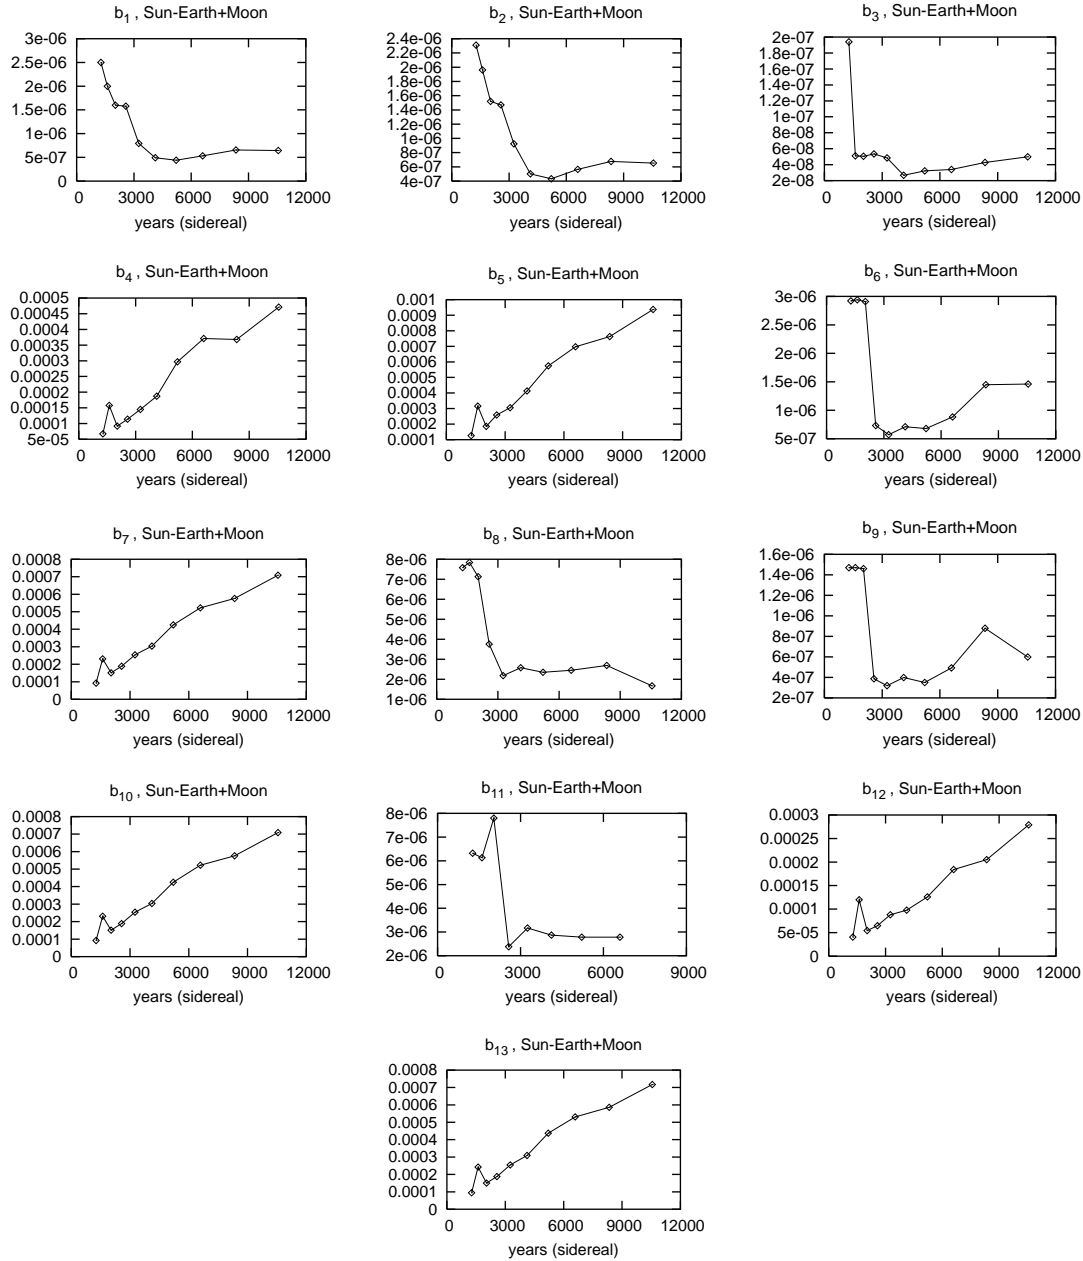 b1 , Sun-Earth+Moon
3e-06
2.5e-06
2e-06
1.5e-06
1e-06
5e-07
0
0 3000 6000 9000 12000
years (sidereal)
b2 , Sun-Earth+Moon
2.4e-06
2.2e-06
2e-06
1.8e-06
1.6e-06
1.4e-06
1.2e-06
1e-06
8e-07
6e-07
4e-07
0 3000 6000 9000 12000
years (sidereal)
b3 , Sun-Earth+Moon
2e-07
1.8e-07
1.6e-07
1.4e-07
1.2e-07
1e-07
8e-08
6e-08
4e-08
2e-08
0 3000 6000 9000 12000
years (sidereal)
b4 , Sun-Earth+Moon
0.0005
0.00045
0.0004
0.00035
0.0003
0.00025
0.0002
0.00015
0.0001
5e-05
0 3000 6000 9000 12000
years (sidereal)
b5 , Sun-Earth+Moon
0.001
0.0009
0.0008
0.0007
0.0006
0.0005
0.0004
0.0003
0.0002
0.0001
0 3000 6000 9000 12000
years (sidereal)
b6 , Sun-Earth+Moon
3e-06
2.5e-06
2e-06
1.5e-06
1e-06
5e-07
0 3000 6000 9000 12000
years (sidereal)
b7 , Sun-Earth+Moon
0.0008
0.0007
0.0006
0.0005
0.0004
0.0003
0.0002
0.0001
0
0 3000 6000 9000 12000
years (sidereal)
b8 , Sun-Earth+Moon
8e-06
7e-06
6e-06
5e-06
4e-06
3e-06
2e-06
1e-06
0 3000 6000 9000 12000
years (sidereal)
b9 , Sun-Earth+Moon
1.6e-06
1.4e-06
1.2e-06
1e-06
8e-07
6e-07
4e-07
2e-07
0 3000 6000 9000 12000
years (sidereal)
b10 , Sun-Earth+Moon
0.0008
0.0007
0.0006
0.0005
0.0004
0.0003
0.0002
0.0001
0
0 3000 6000 9000 12000
years (sidereal)
b11 , Sun-Earth+Moon
8e-06
7e-06
6e-06
5e-06
4e-06
3e-06
2e-06
0 3000 6000 9000
years (sidereal)
b12 , Sun-Earth+Moon
0.0003
0.00025
0.0002
0.00015
0.0001
5e-05
0
0 3000 6000 9000 12000
years (sidereal)
b13 , Sun-Earth+Moon
0.0008
0.0007
0.0006
0.0005
0.0004
0.0003
0.0002
0.0001
0
0 3000 6000 9000 12000
years (sidereal)